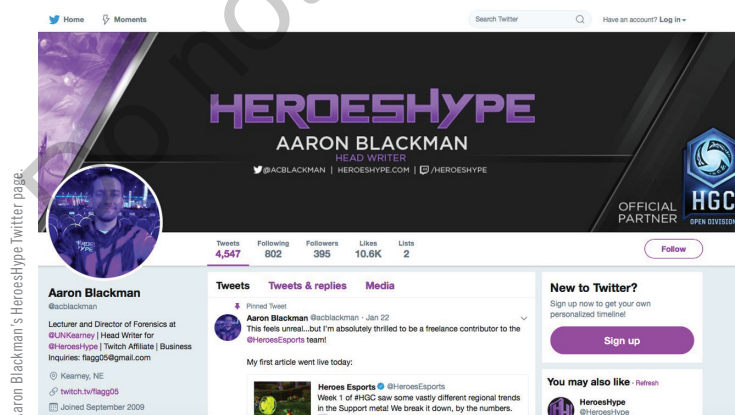 Home
Moments
Search Twitter
Have an account? Log in
HEROESHYPE
AARON BLACKMAN
HEAD WRITER
@ACBLACKMAN | HEROESHYPE.COM | /HEROESHYPE
OFFICIAL
PARTNER
HGC
OPEN DIVISION
Tweets Following Followers Likes Lists
4,547 802 395 10.6K 2
Follow
Aaron Blackman
@acblackman
Lecturer and Director of Forensics at
@UNKearney | Head Writer for
@HeroesHype | Twitch Affiliate | Business
Inquiries: flagg05@gmail.com
Kearney, NE
twitch.tv/flagg05
Joined September 2009
Tweets Tweets & replies Media
Pinned Tweet
Aaron Blackman @acblackman · Jan 22
This feels unreal...but I'm absolutely thrilled to be a freelance contributor to the
@HeroesEsports team!
My first article went live today:
Heroes Esports @HeroesEsports
Week 1 of #HGC saw some vastly different regional trends
in the Support meta! We break it down, by the numbers.
New to Twitter?
Sign up now to get your own
personalized timeline!
Sign up
You may also like · Refresh
HeroesHype
@HeroesHype
Aaron Blackman's HeroesHype Twitter page.
Do no